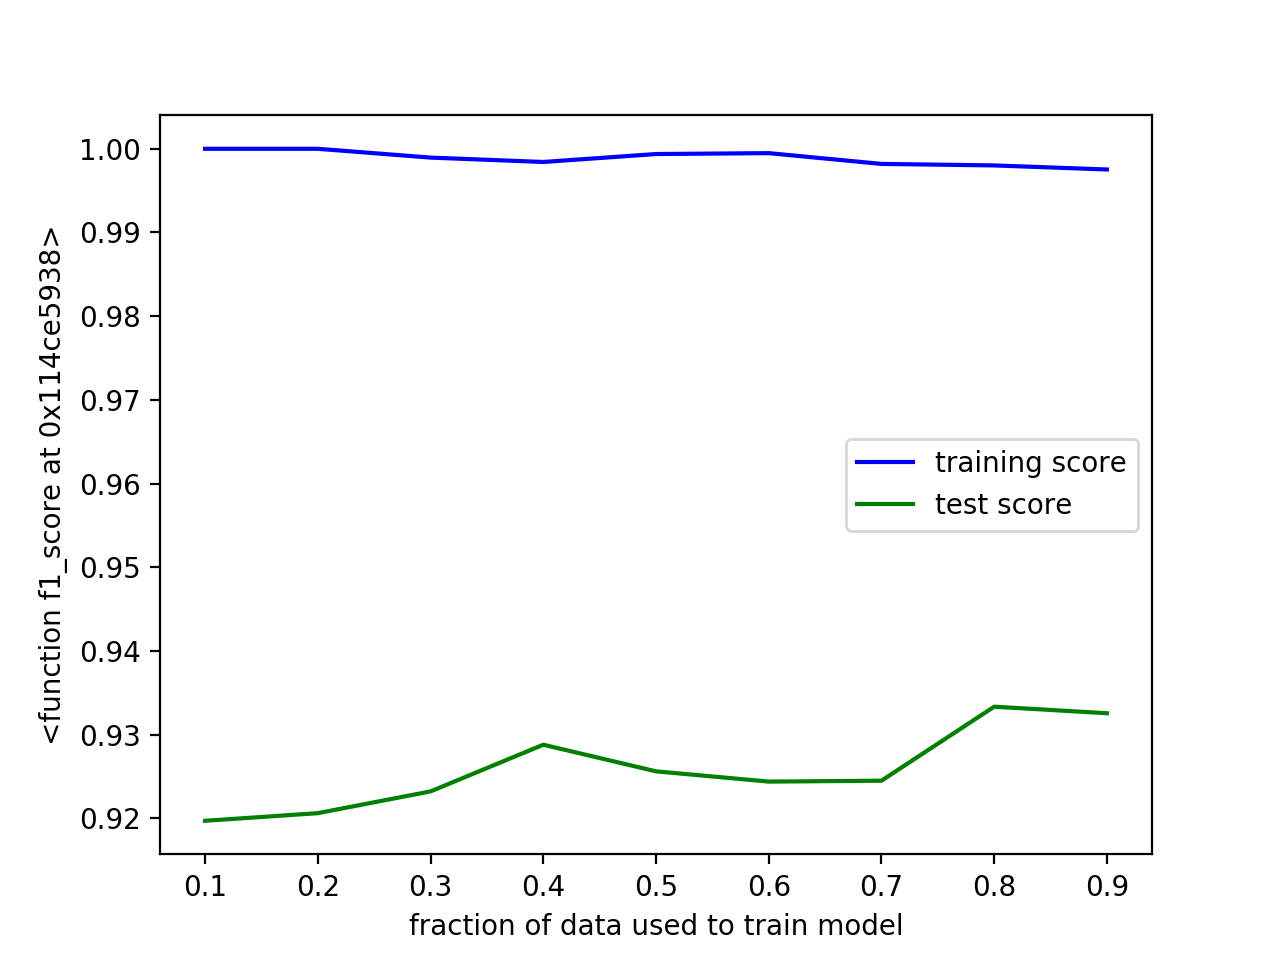 <function f1_score at 0x114ce5938>
1.00
0.99
0.98
0.97
0.96
0.95
0.94
0.93
0.92
training score
test score
0.1 0.2 0.3 0.4 0.5 0.6 0.7 0.8 0.9
fraction of data used to train model